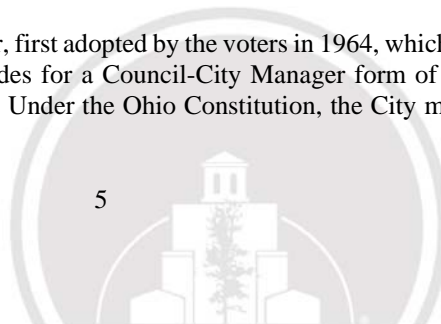 , first adopted by the voters in 1964, which
des for a Council-City Manager form of
Under the Ohio Constitution, the City m
5